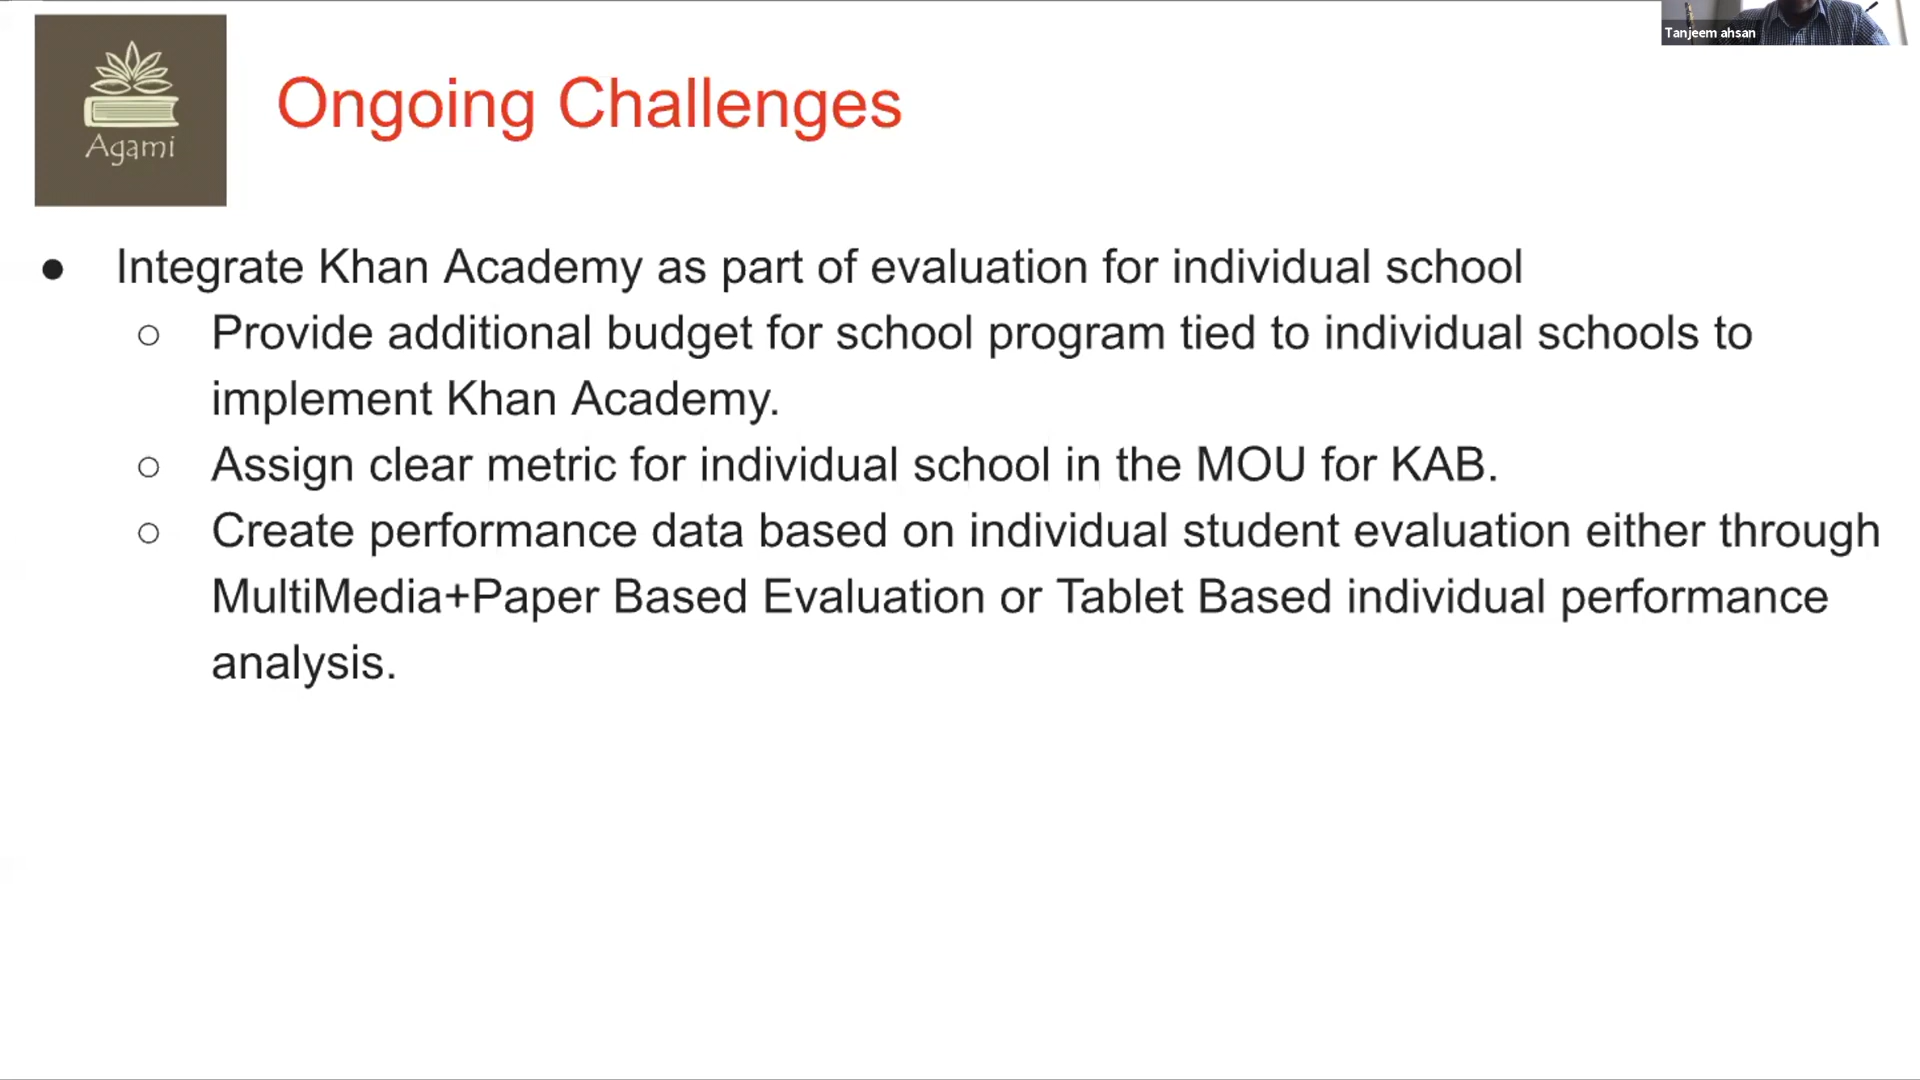 Tanjeem ahsan
Agami
Ongoing Challenges
● Integrate Khan Academy as part of evaluation for individual school
○ Provide additional budget for school program tied to individual schools to
implement Khan Academy.
○ Assign clear metric for individual school in the MOU for KAB.
○ Create performance data based on individual student evaluation either through
MultiMedia+Paper Based Evaluation or Tablet Based individual performance
analysis.